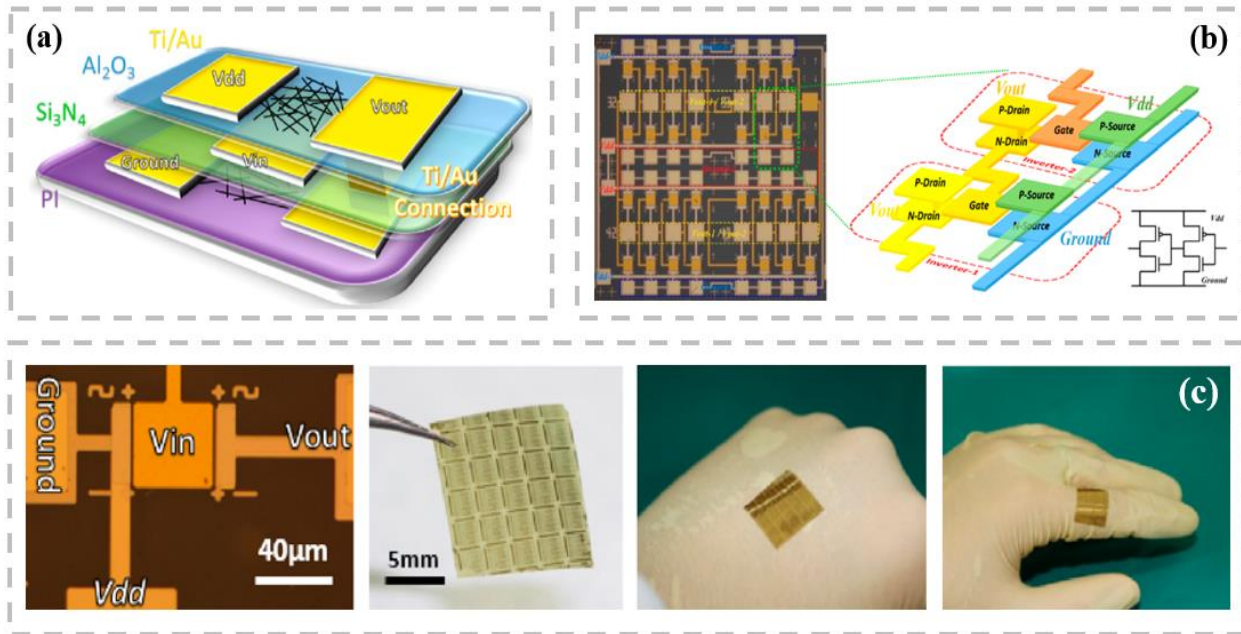 (a)
Ti/Au
Al₂O₃
Si₃N₄
PI
Vdd
Vout
Ground
Vin
Ti/Au
Connection
(b)
Vout
P-Drain
N-Drain
Gate
P-Source
N-Source
Vdd
Inverter-2
P-Drain
N-Drain
Vout
Gate
P-Source
N-Source
Ground
Inverter-1
Vdd
Ground
(c)
Ground
Vin
Vout
Vdd
40μm
5mm